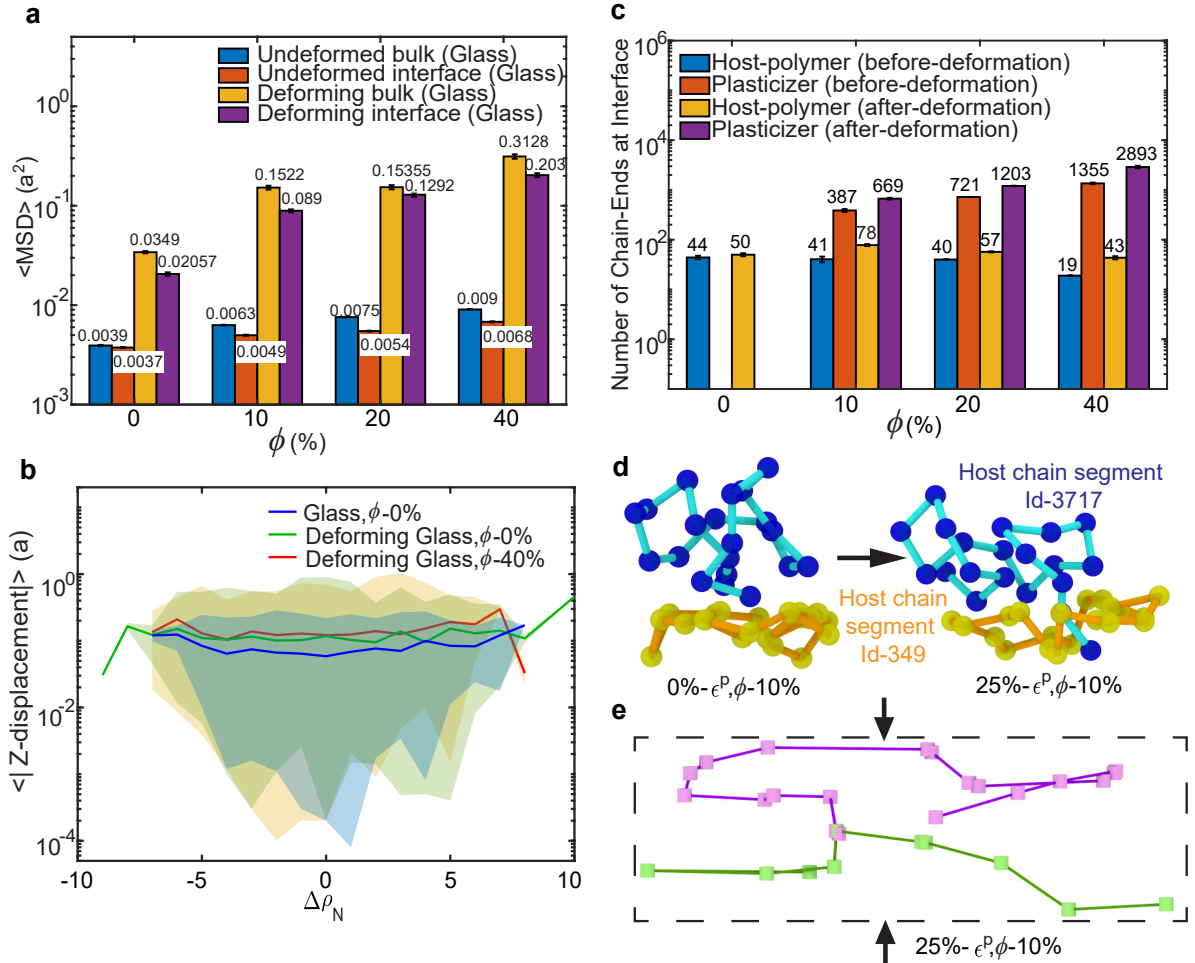 a
<MSD> (a²)
10⁰
10⁻¹
10⁻²
10⁻³
Undeformed bulk (Glass)
Undeformed interface (Glass)
Deforming bulk (Glass)
Deforming interface (Glass)
0.0039
0.0037
0.0349
0.02057
0.0063
0.0049
0.1522
0.089
0.0075
0.0054
0.15355
0.1292
0.009
0.0068
0.3128
0.203
0 10 20 40
ϕ (%)
b
<| Z-displacement|> (a)
10⁰
10⁻²
10⁻⁴
Glass,ϕ-0%
Deforming Glass,ϕ-0%
Deforming Glass,ϕ-40%
-10 -5 0 5 10
Δρ_N
c
Number of Chain-Ends at Interface
10⁶
10⁴
10²
10⁰
Host-polymer (before-deformation)
Plasticizer (before-deformation)
Host-polymer (after-deformation)
Plasticizer (after-deformation)
44
50
41
387
78
669
40
721
57
1203
19
1355
43
2893
0 10 20 40
ϕ (%)
d
Host chain segment
Id-3717
Host chain
segment
Id-349
0%- ϵᵖ,ϕ-10%
25%- ϵᵖ,ϕ-10%
e
25%- ϵᵖ,ϕ-10%